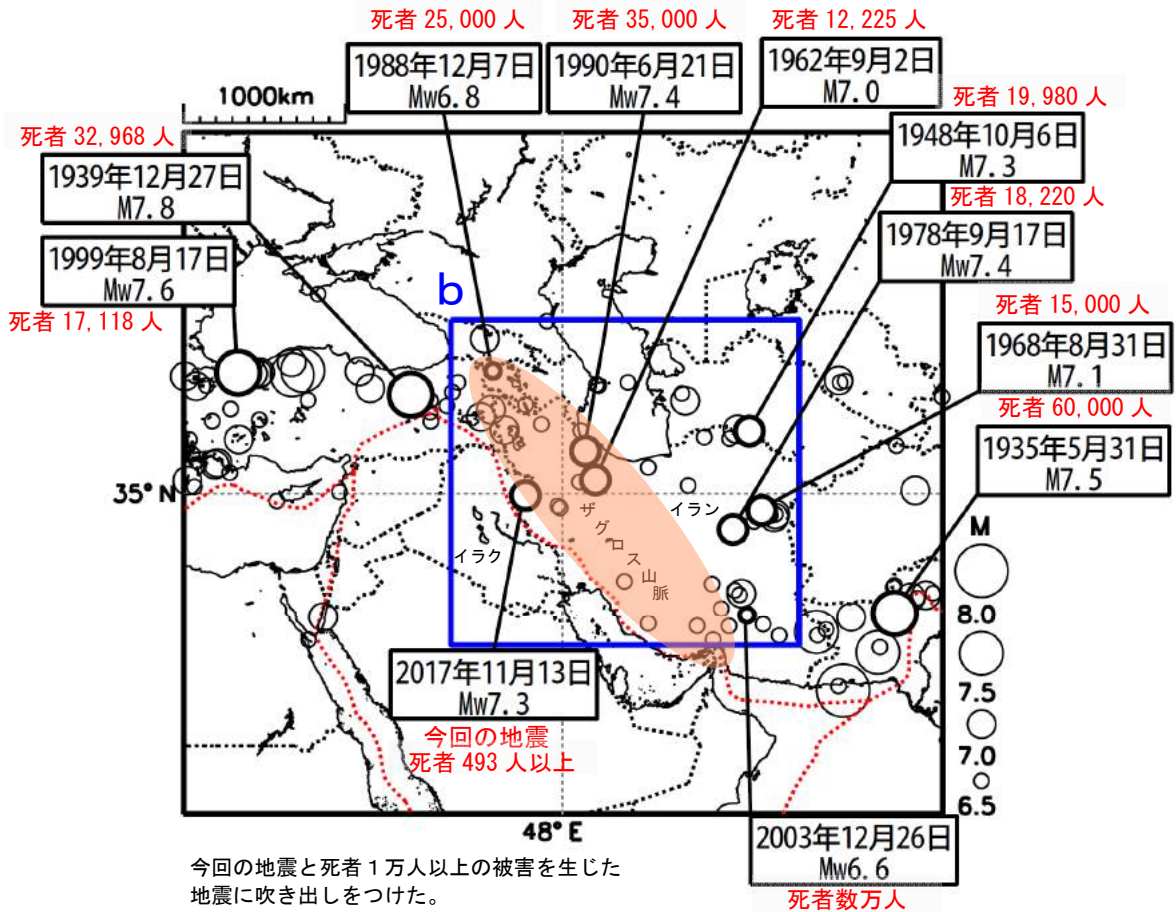 死者 25,000 人
1988年12月7日
Mw6.8
死者 35,000 人
1990年6月21日
Mw7.4
死者 12,225 人
1962年9月2日
M7.0
死者 19,980 人
1948年10月6日
M7.3
1000km
死者 32,968 人
1939年12月27日
M7.8
死者 18,220 人
1978年9月17日
Mw7.4
1999年8月17日
Mw7.6
死者 17,118 人
b
死者 15,000 人
1968年8月31日
M7.1
死者 60,000 人
1935年5月31日
M7.5
35°N
イラン
イラク
ザグロス山脈
M
8.0
7.5
7.0
6.5
2017年11月13日
Mw7.3
今回の地震
死者 493 人以上
48°E
2003年12月26日
Mw6.6
死者数万人
今回の地震と死者1万人以上の被害を生じた
地震に吹き出しをつけた。